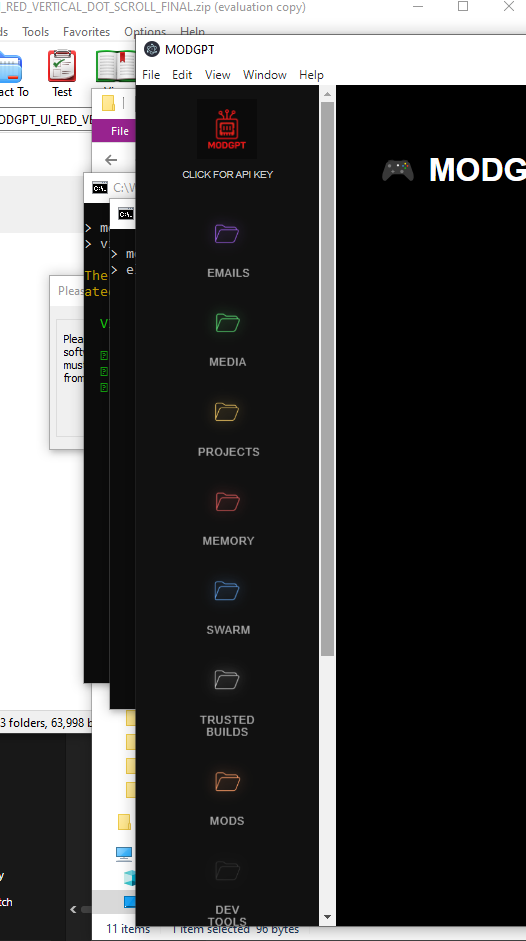 _RED_VERTICAL_DOT_SCROLL_FINAL.zip (evaluation copy)
Tools Favorites Options Help
act To
Test
ODGPT_UI_RED_VE
File
C:\V
> m
> v
The
ate
V
> m
> e
Pleas
Plea
soft
mus
from
MODGPT
File Edit View Window Help
MODGPT
CLICK FOR API KEY
EMAILS
MEDIA
PROJECTS
MEMORY
SWARM
TRUSTED
BUILDS
MODS
DEV
TOOLS
MODG
3 folders, 63,998 b
y
tch
11 items
1 item selected 96 bytes